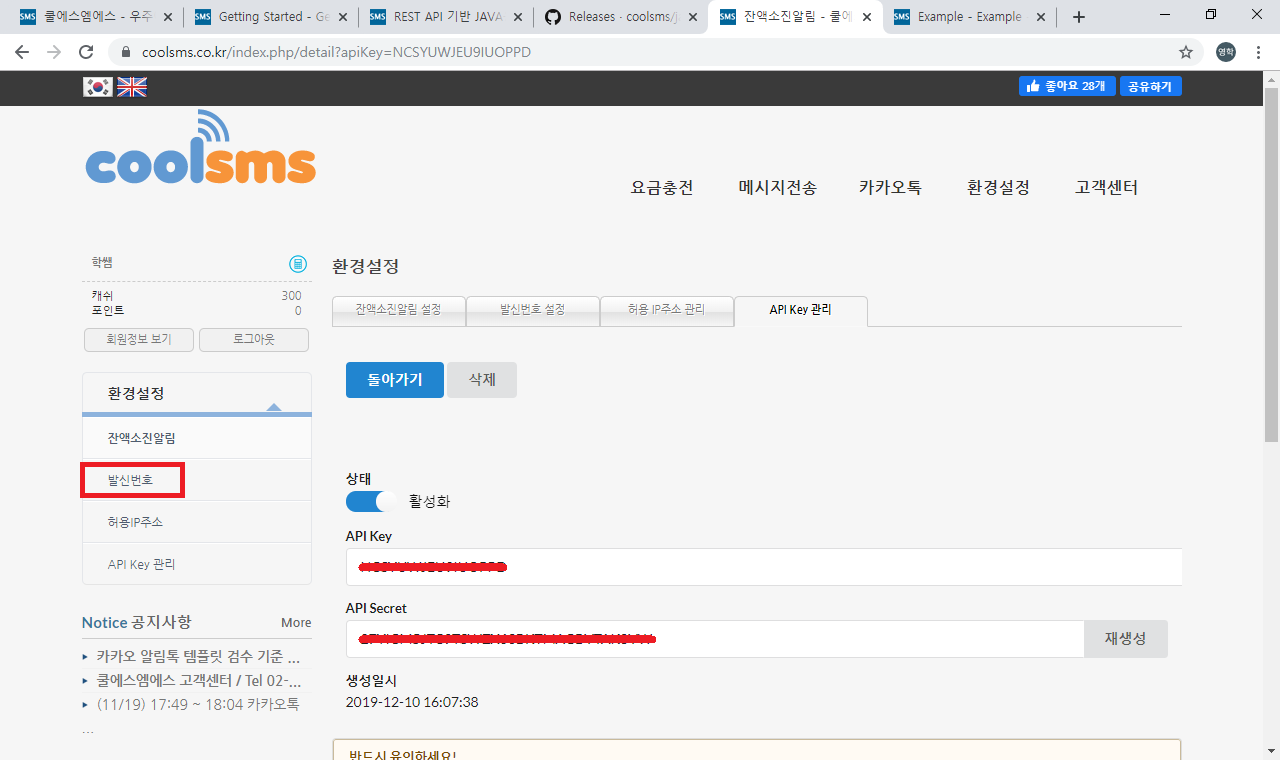 쿨에스엠에스 - 우주
Getting Started - Ge
REST API 기반 JAVA
Releases · coolsms/j
잔액소진알림 - 쿨에
Example - Example
coolsms.co.kr/index.php/detail?apiKey=NCSYUWJEU9IUOPPD
영학
좋아요 28개 공유하기
coolsms
요금충전 메시지전송 카카오톡 환경설정 고객센터
학쌤
캐쉬 300
포인트 0
회원정보 보기 로그아웃
환경설정
잔액소진알림
발신번호
허용IP주소
API Key 관리
Notice 공지사항 More
카카오 알림톡 템플릿 검수 기준 ...
쿨에스엠에스 고객센터 / Tel 02-...
(11/19) 17:49 ~ 18:04 카카오톡
...
환경설정
잔액소진알림 설정 발신번호 설정 허용 IP주소 관리 API Key 관리
돌아가기 삭제
상태
활성화
API Key
API Secret
재생성
생성일시
2019-12-10 16:07:38
반드시 유의하세요!